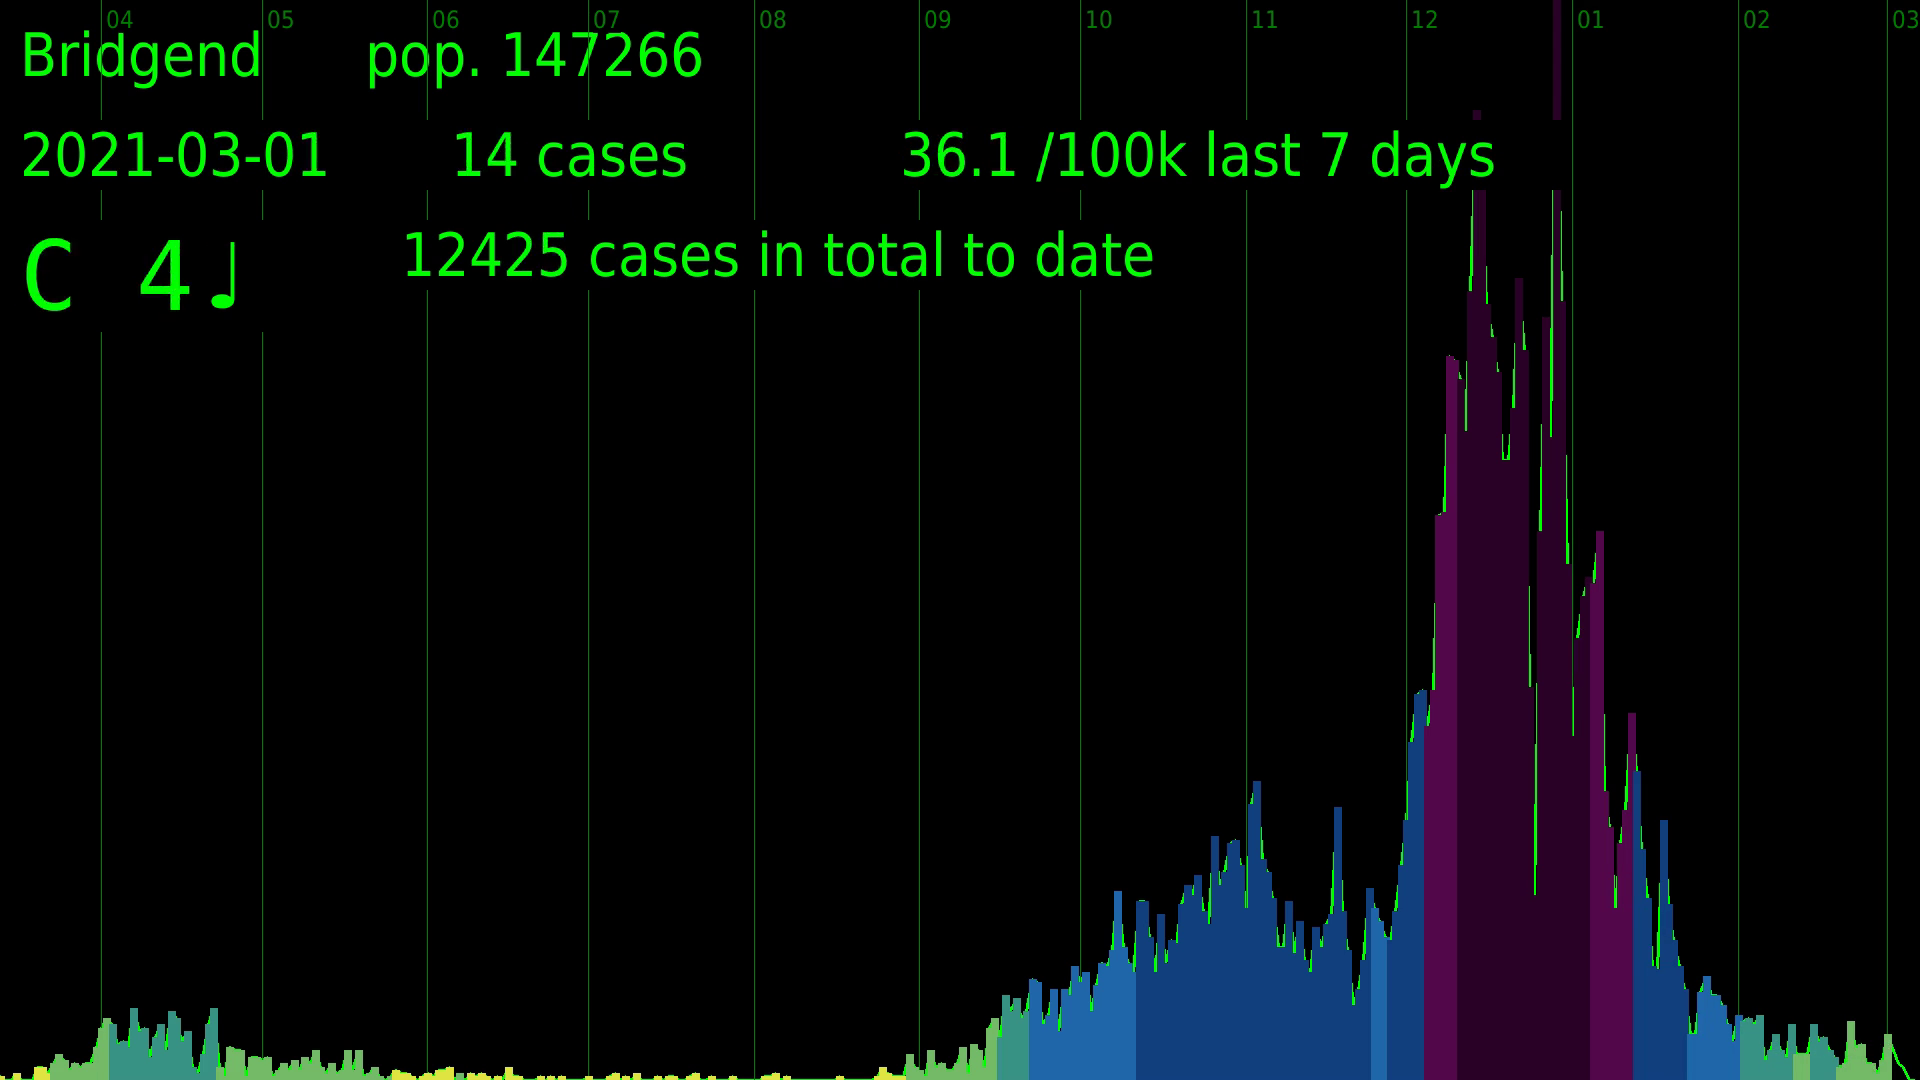 04 05 06 07 08 09 10 11 12 01 02 03
Bridgend pop. 147266
2021-03-01 14 cases 36.1 /100k last 7 days
C 4♩ 12425 cases in total to date